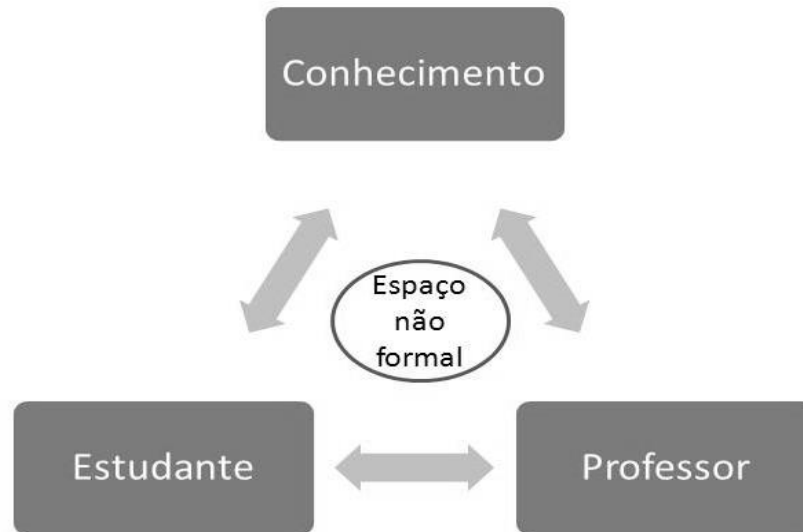 Conhecimento
Espaço
não
formal
Estudante
Professor